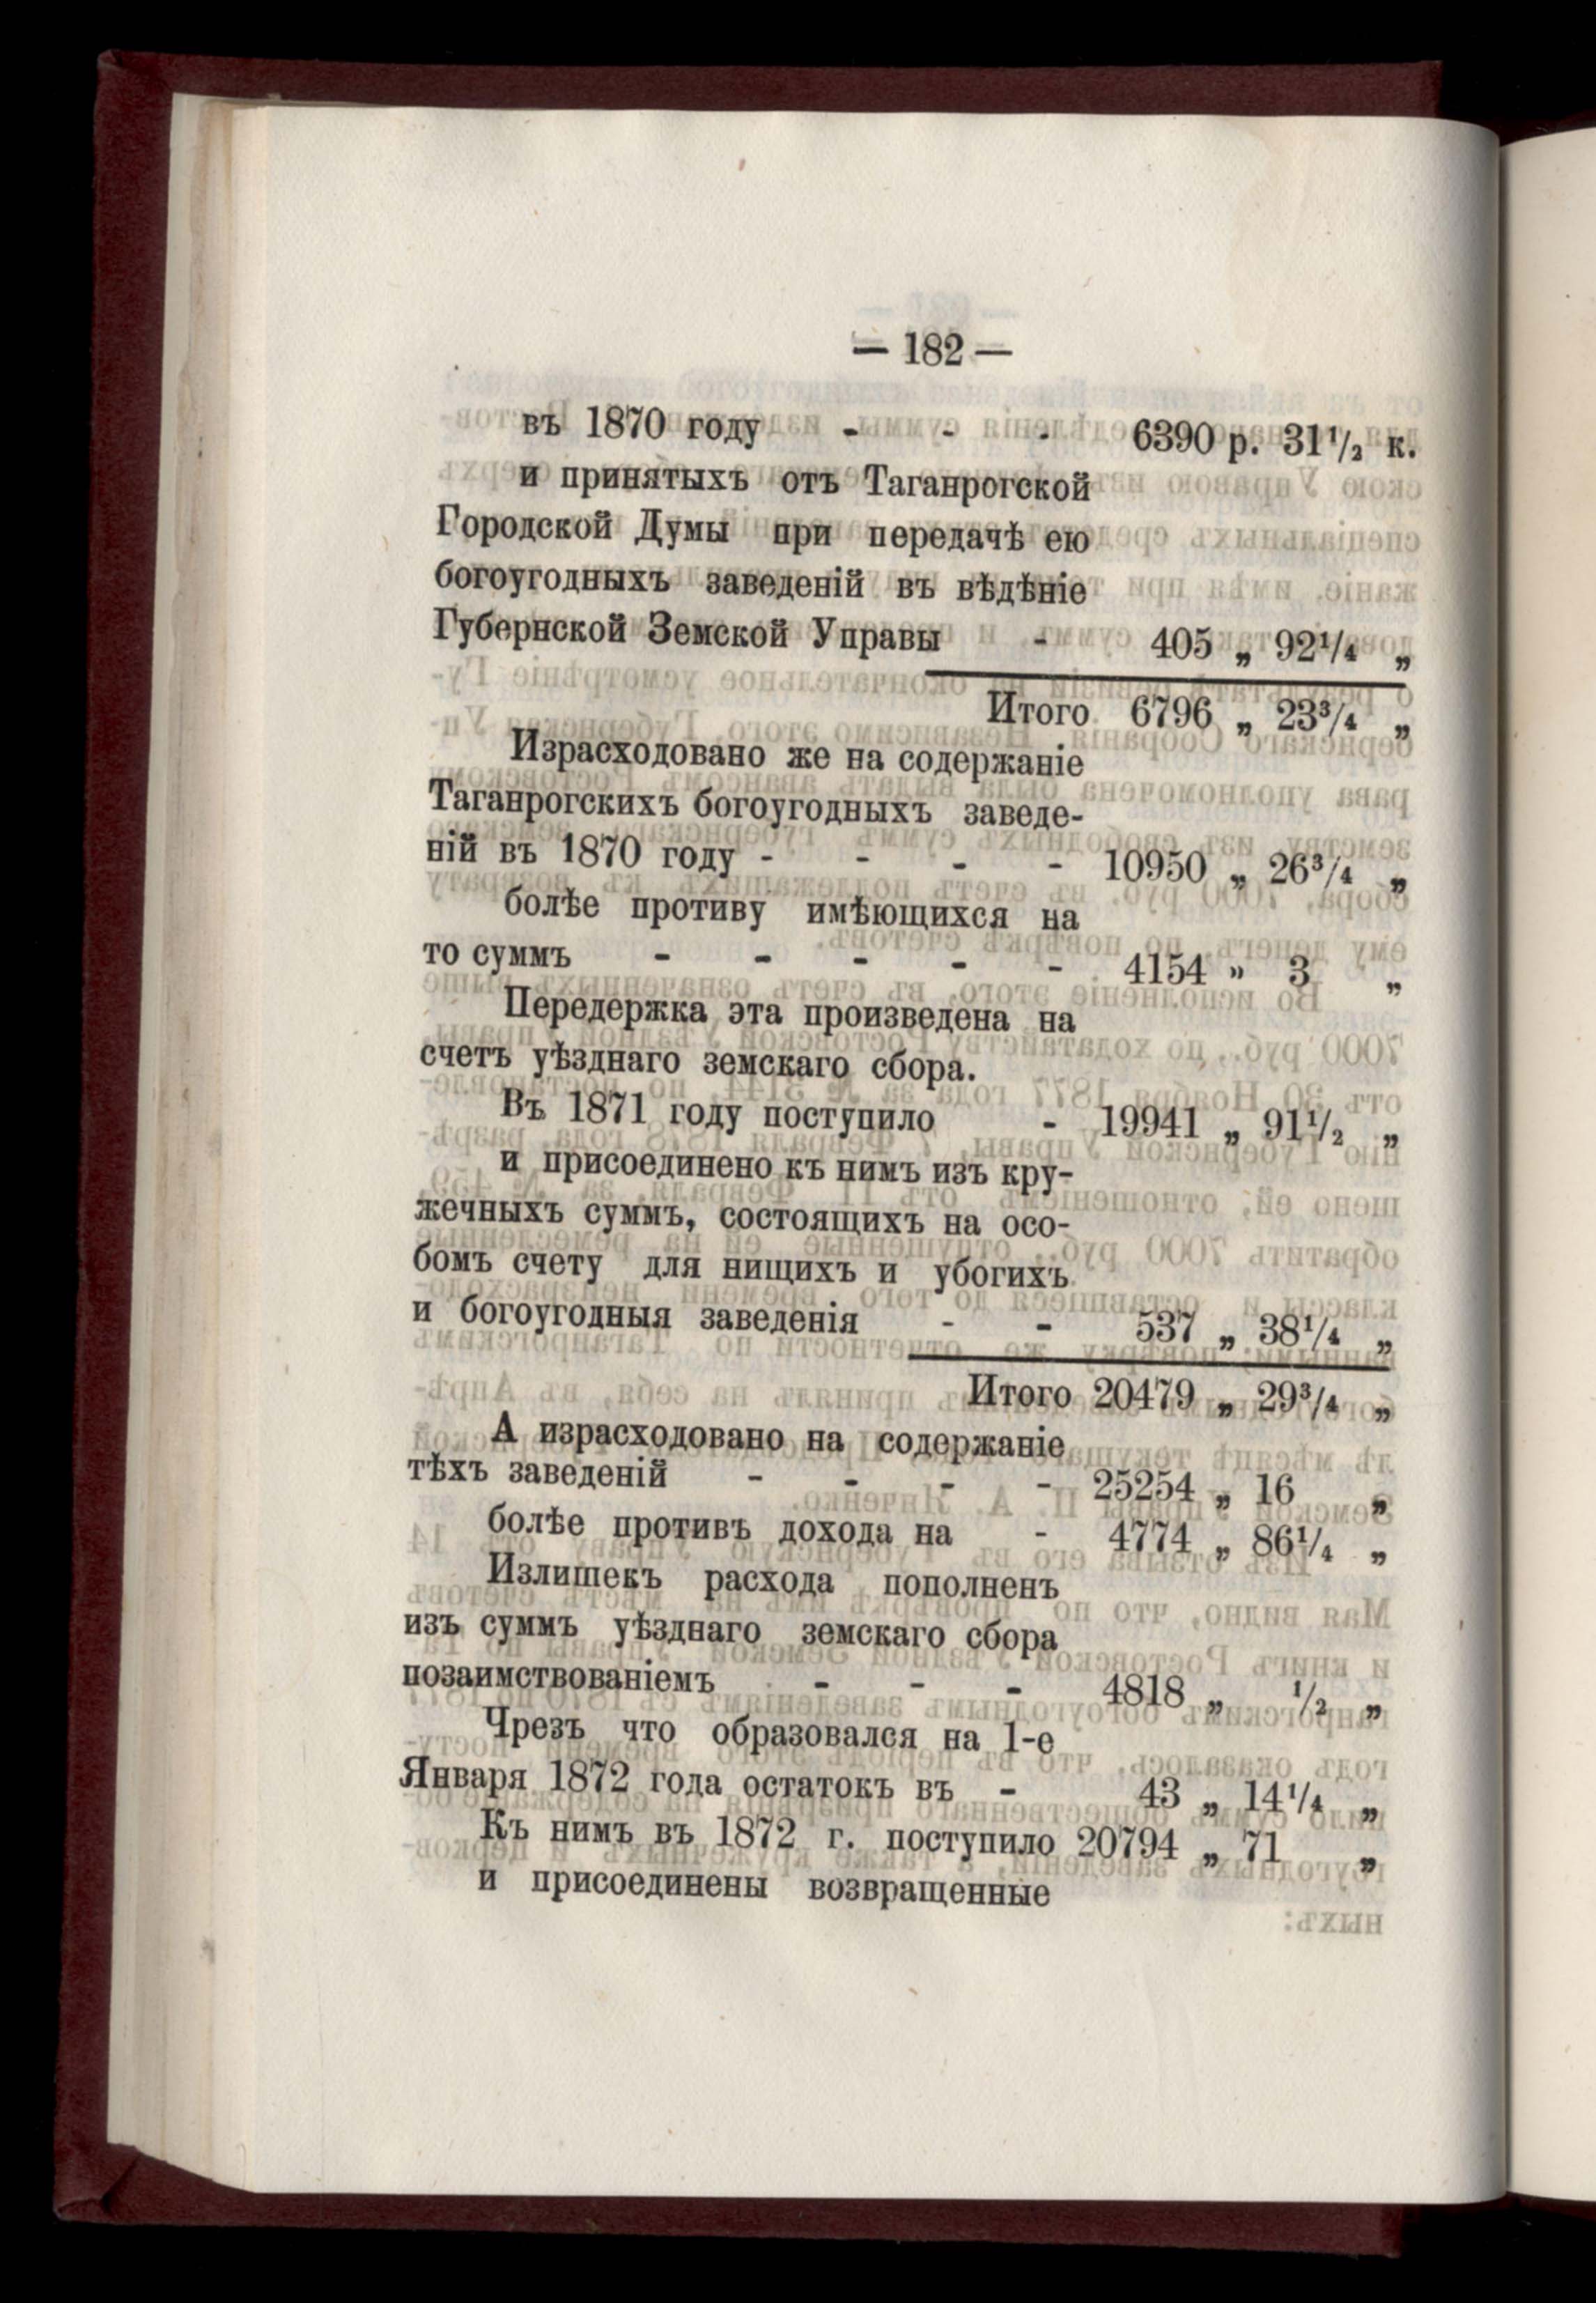 — 182 —
въ 1870 году - - - 6390 р. 31¹/₂ к.
и принятыхъ отъ Таганрогской
Городской Думы при передачѣ ею
богоугодныхъ заведеній въ вѣдѣніе
Губернской Земской Управы - 405 „ 92¹/₄ „
Итого 6796 „ 23³/₄ „
Израсходовано же на содержаніе
Таганрогскихъ богоугодныхъ заведе-
ній въ 1870 году - - - - 10950 „ 26³/₄ „
болѣе противу имѣющихся на
то суммъ - - - - - 4154 „ 3 „
Передержка эта произведена на
счетъ уѣзднаго земскаго сбора.
Въ 1871 году поступило - 19941 „ 91¹/₂ „
и присоединено къ нимъ изъ кру-
жечныхъ суммъ, состоящихъ на осо-
бомъ счету для нищихъ и убогихъ
и богоугодныя заведенія - - 537 „ 38¹/₄ „
Итого 20479 „ 29³/₄ „
А израсходовано на содержаніе
тѣхъ заведеній - - - - 25254 „ 16 „
болѣе противъ дохода на - 4774 „ 86¹/₄ „
Излишекъ расхода пополненъ
изъ суммъ уѣзднаго земскаго сбора
позаимствованіемъ - - - 4818 „ ¹/₂ „
Чрезъ что образовался на 1-е
Января 1872 года остатокъ въ - 43 „ 14¹/₄ „
Къ нимъ въ 1872 г. поступило 20794 „ 71 „
и присоединены возвращенные